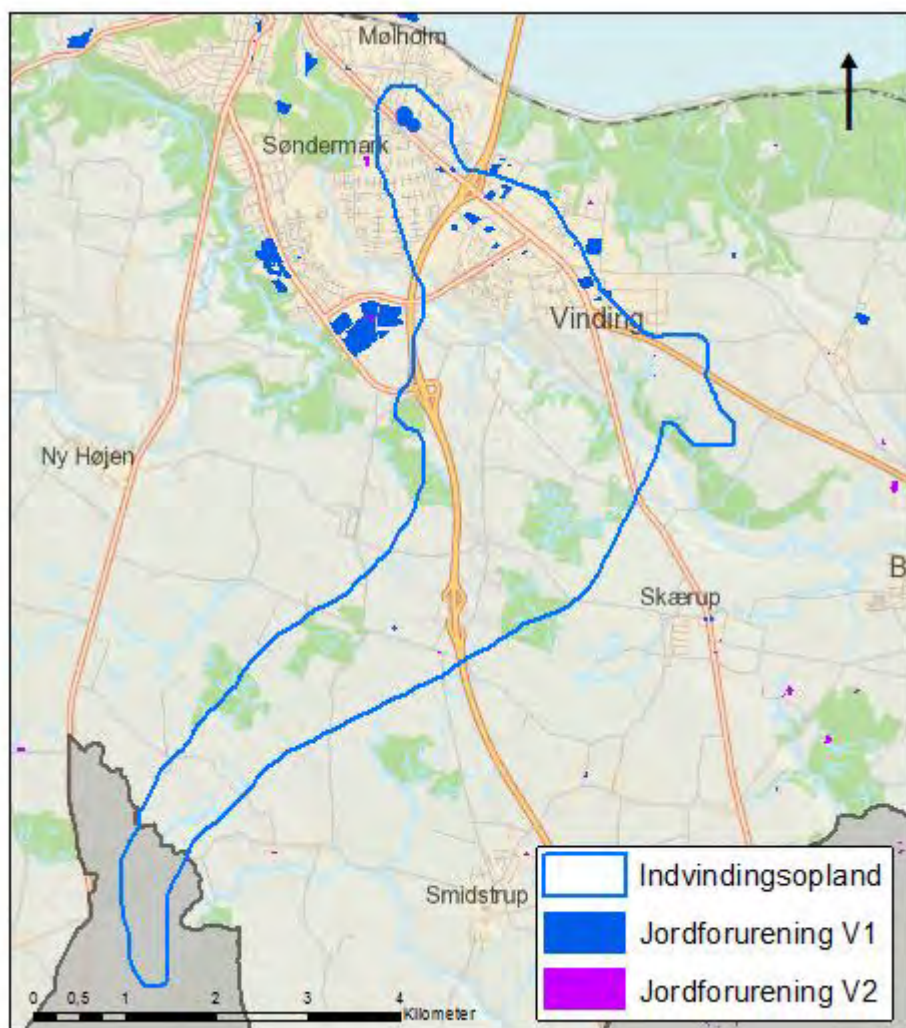 Mølholm
Søndermark
Vinding
Ny Højen
Skærup
B
Smidstrup
Indvindingsopland
Jordforurening V1
Jordforurening V2
0 0,5 1 2 3 4
Kilometer